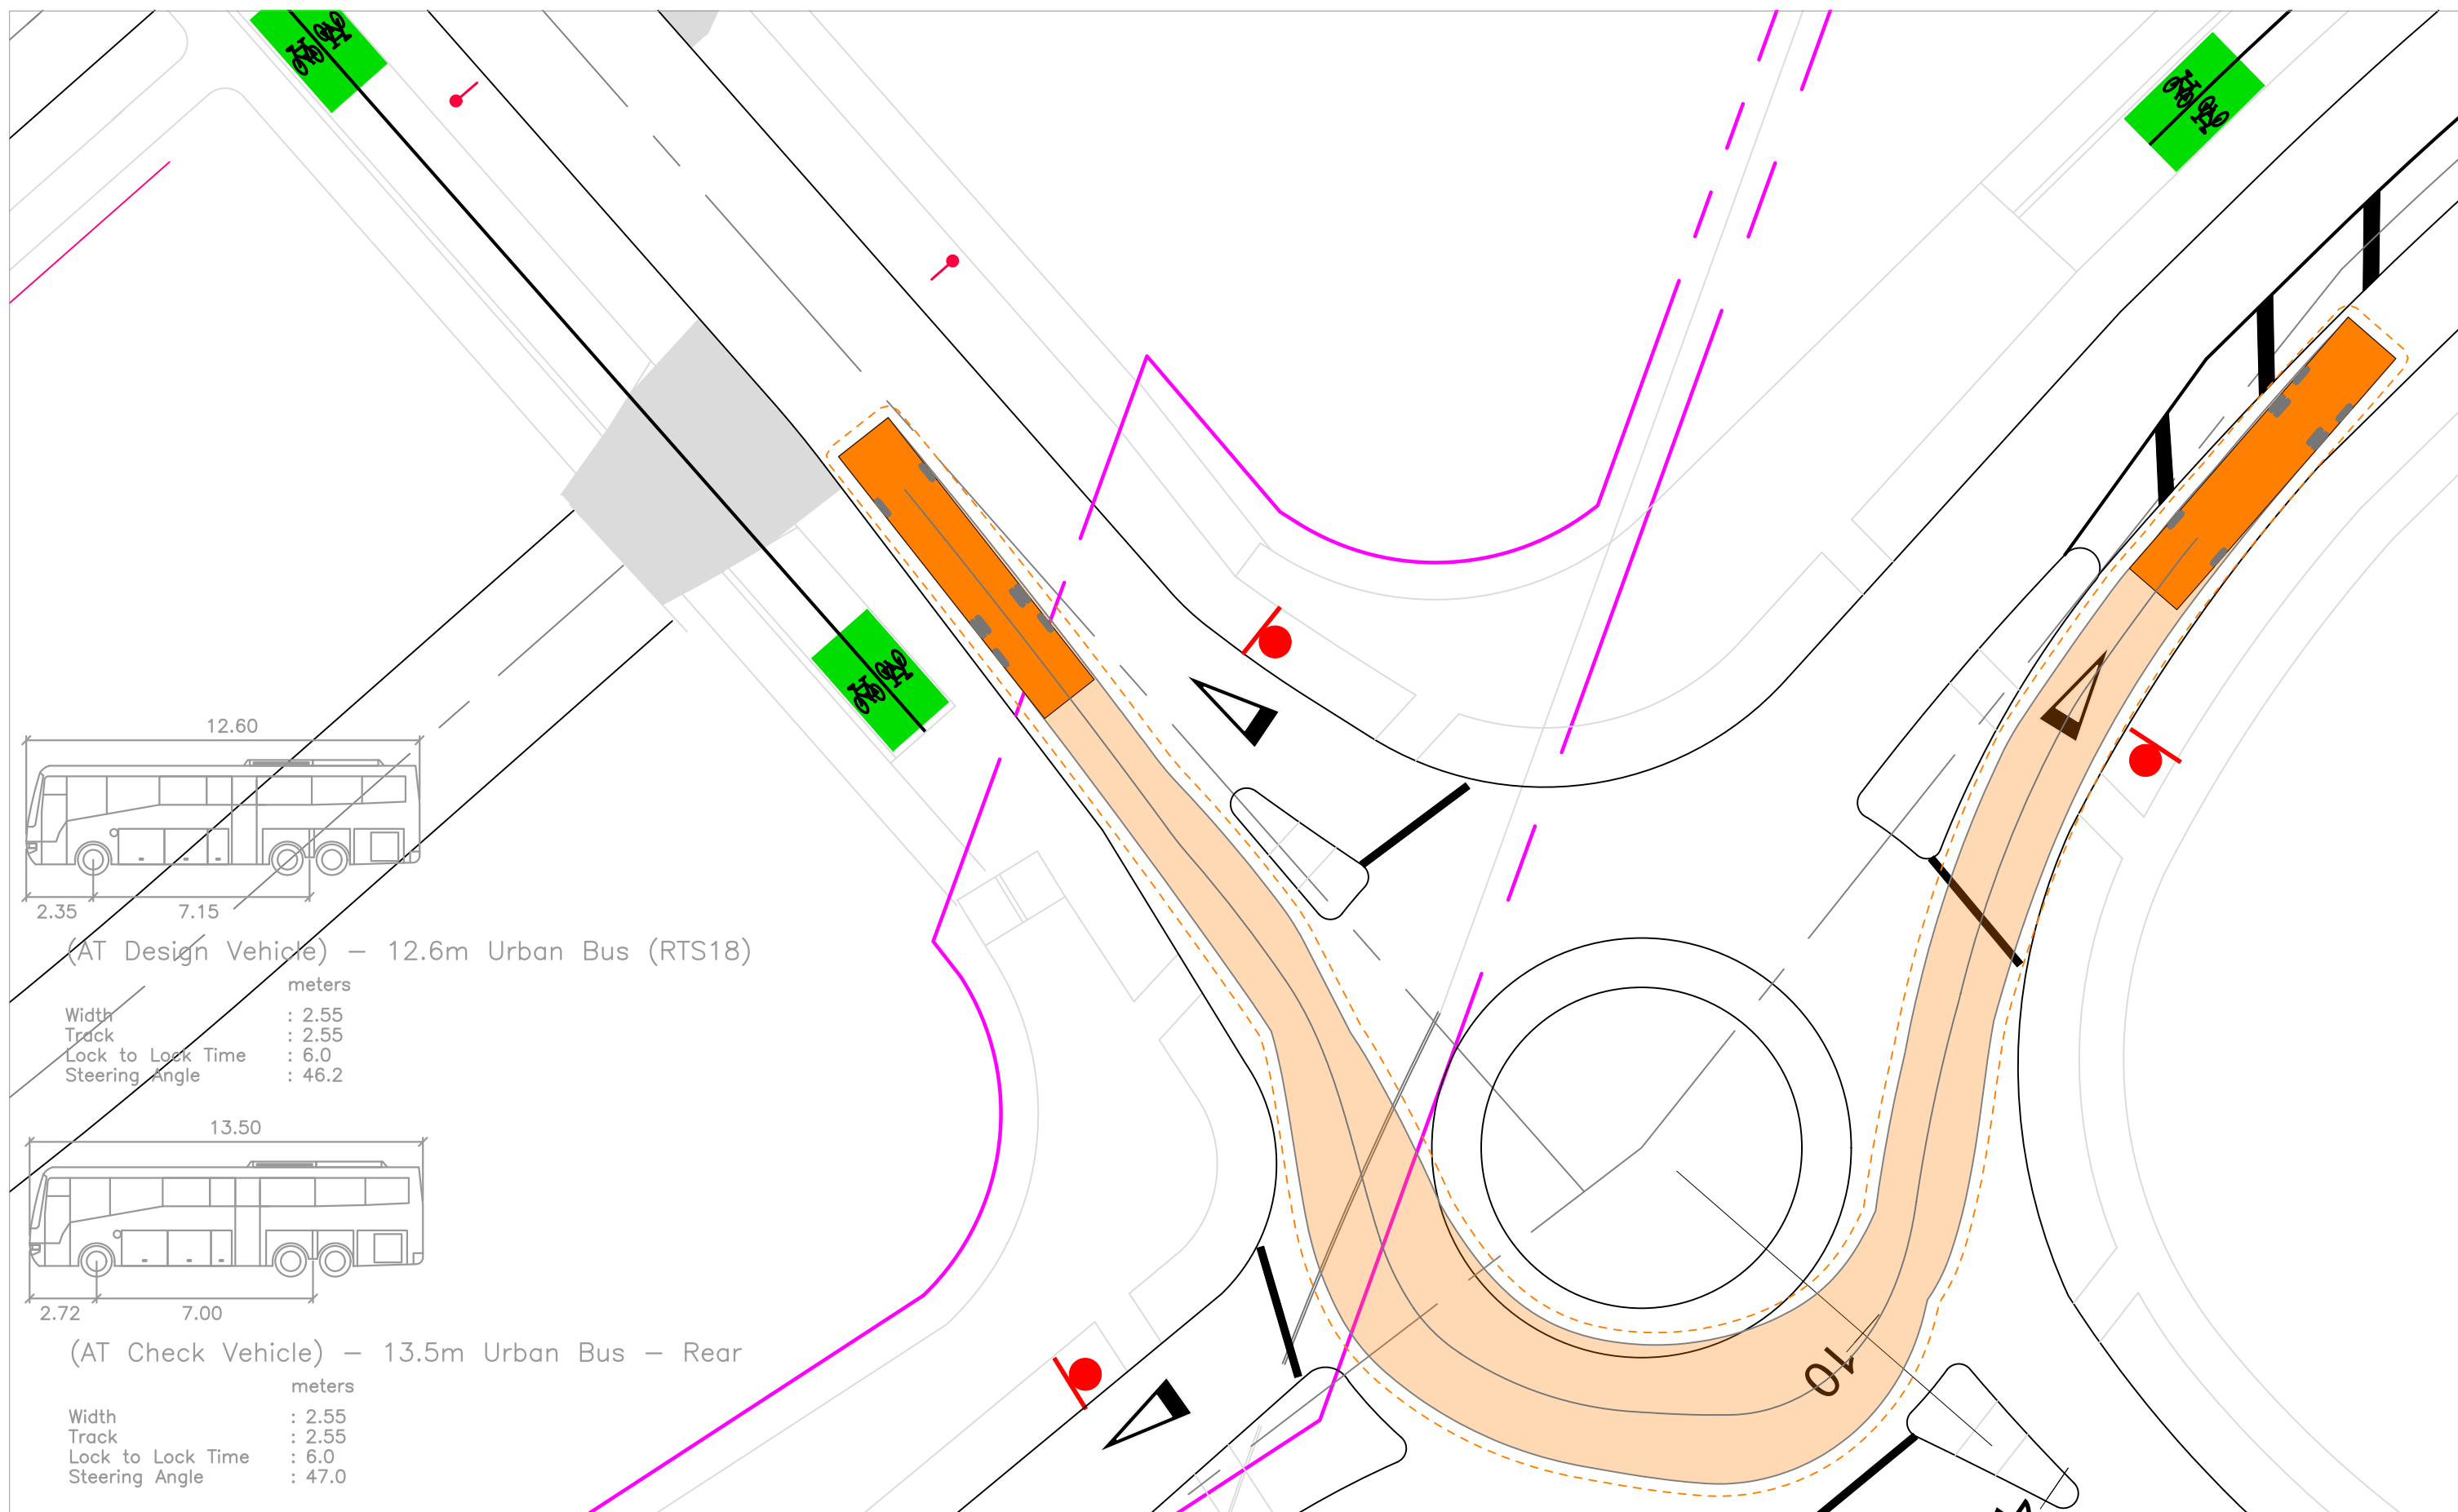 12.60
2.35 7.15
(AT Design Vehicle) - 12.6m Urban Bus (RTS18)
meters
Width : 2.55
Track : 2.55
Lock to Lock Time : 6.0
Steering Angle : 46.2
13.50
2.72 7.00
(AT Check Vehicle) - 13.5m Urban Bus - Rear
meters
Width : 2.55
Track : 2.55
Lock to Lock Time : 6.0
Steering Angle : 47.0
10